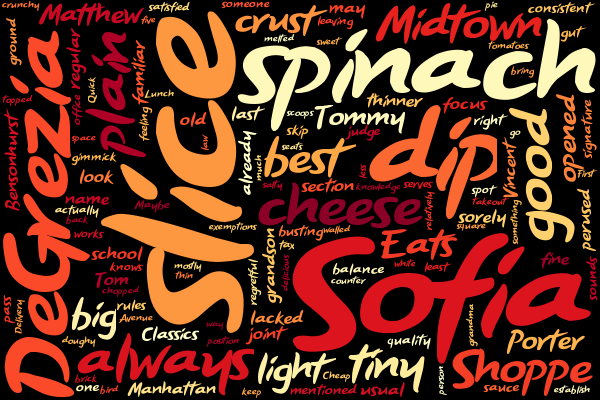 crunchy
Matthew
satisfied
five
someone
crust
may
leaving
Midtown
pie
consistent
gut
ground
DeGrezia
office
regular
plain
Quick
familiar
feeling
Lunch
slice
melted
sweet
spinach
tomatoes
bring
topped
Bensonhurst
space
gimmick
look
old
law
last
already
much
scoops
Tommy
thinner
judge
skip
seats
best
less
dip
focus
right
go
Vincent
good
opened
signature
first
perused
name
actually
back
works
Maybe
salty
section
knowledge
serves
spot
takeout
something
cheese
relatively
sorely
square
exemptions
busting
walled
tax
grandson
regretful
delicious
school
knows
Tom
chopped
mostly
thin
Eats
white
least
balance
counter
Sofia
fine
sounds
pass
Delivery
big
rules
Avenue
doughy
Classics
way
position
lacked
joint
quality
grandma
Porter
always
brick
one
bird
Manhattan
keep
light
Cheap
tiny
mentioned
usual
person
Shoppe
sauce
establish